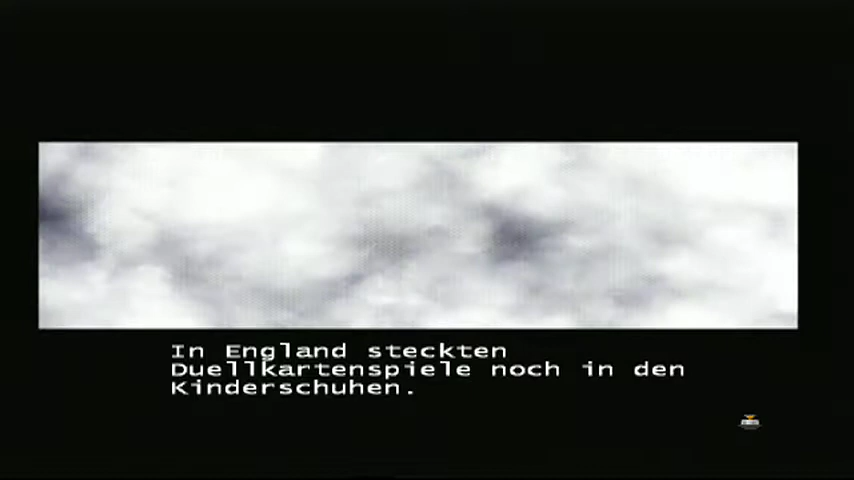 In England steckten
Duellkartenspiele noch in den
Kinderschuhen.